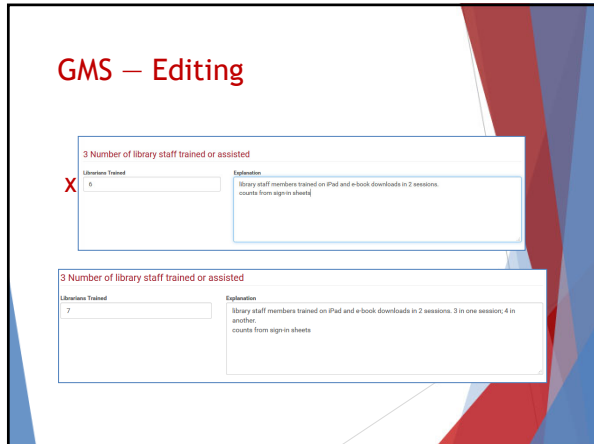 GMS — Editing
3 Number of library staff trained or assisted
Librarians Trained
Explanation
X
6
library staff members trained on iPad and e-book downloads in 2 sessions.
counts from sign-in sheets
3 Number of library staff trained or assisted
Librarians Trained
Explanation
7
library staff members trained on iPad and e-book downloads in 2 sessions. 3 in one session; 4 in
another.
counts from sign-in sheets